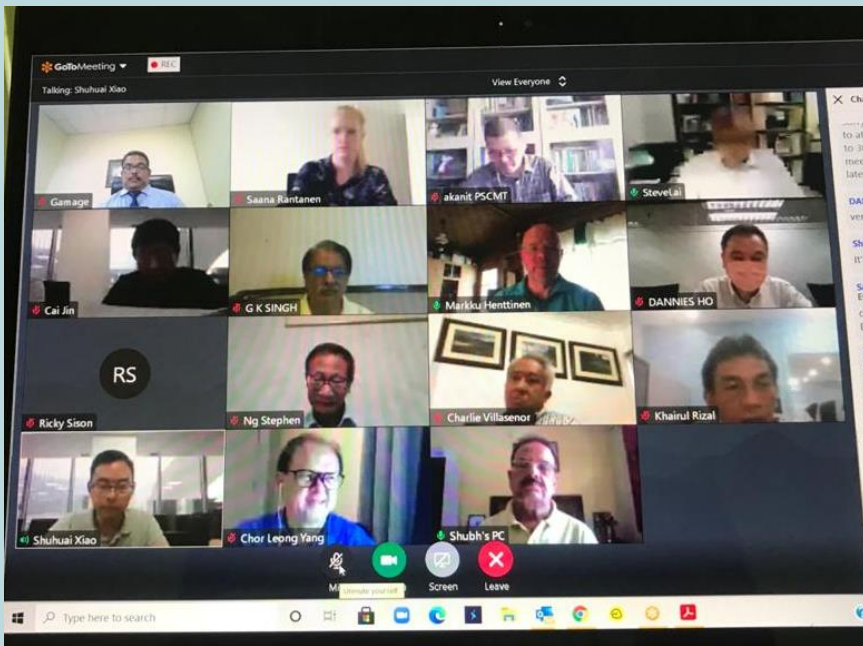 GoToMeeting
REC
Talking: Shuhuai Xiao
View Everyone
Gamage
Saana Rantanen
akanit PSCMT
SteveLai
Cai Jin
G K SINGH
Markku Henttinen
DANNIES HO
RS
Ricky Sison
Ng Stephen
Charlie Villasenor
Khairul Rizal
Shuhuai Xiao
Chor Leong Yang
Shubh's PC
Screen
Leave
Unmute yourself
Type here to search